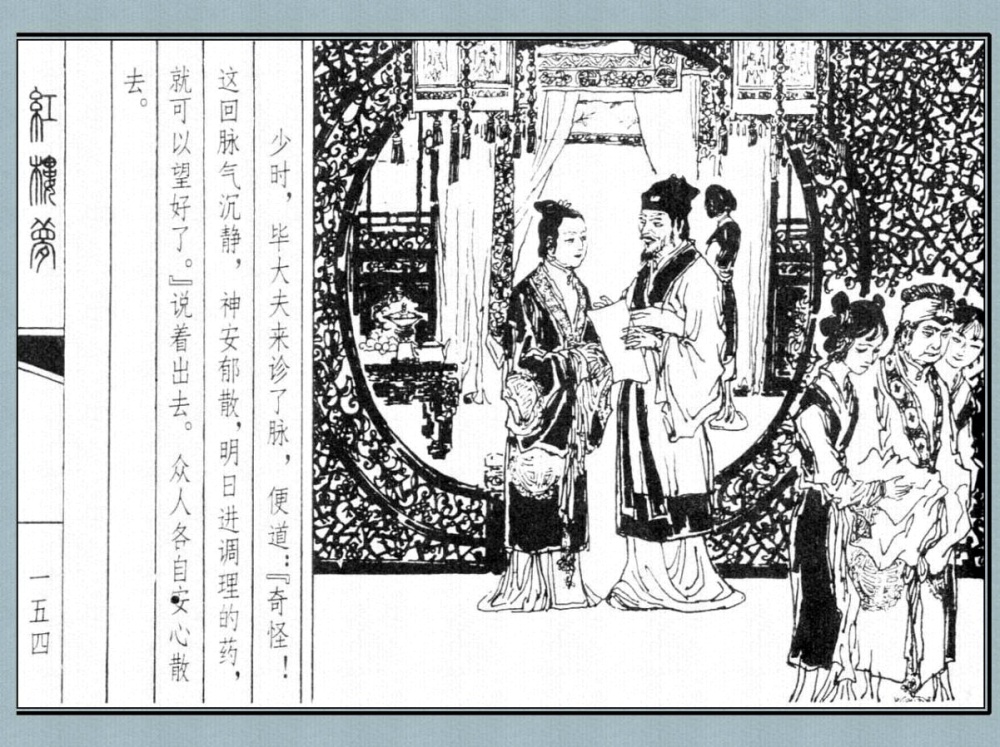 少时，毕大夫来诊了脉，便道：『奇怪！
这回脉气沉静，神安郁散，明日进调理的药，
就可以望好了。』说着出去。众人各自安心散
去。
紅樓夢
一五四